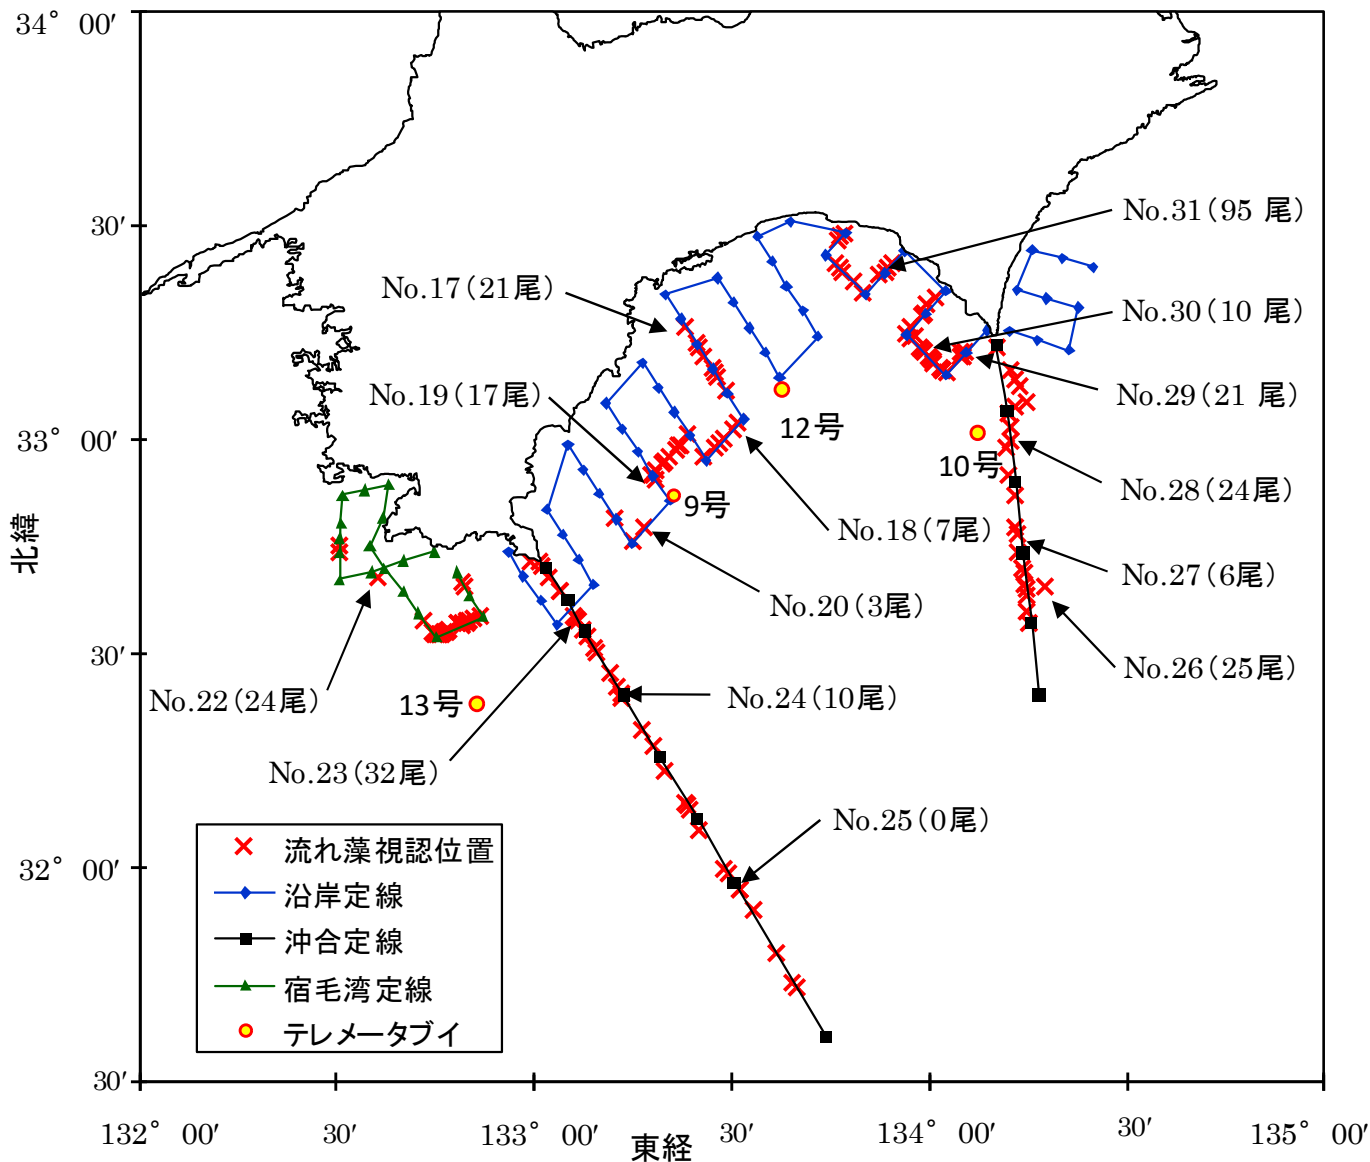 34° 00′
30′
33° 00′
30′
32° 00′
30′
北緯
132° 00′
30′
133° 00′
30′
134° 00′
30′
135° 00′
東経
No.31(95 尾)
No.17(21尾)
No.30(10 尾)
No.19(17尾)
No.29(21 尾)
12号
10号
No.28(24尾)
9号
No.18(7尾)
No.27(6尾)
No.20(3尾)
No.26(25尾)
No.22(24尾)
13号
No.24(10尾)
No.23(32尾)
No.25(0尾)
流れ藻視認位置
沿岸定線
沖合定線
宿毛湾定線
テレメータブイ